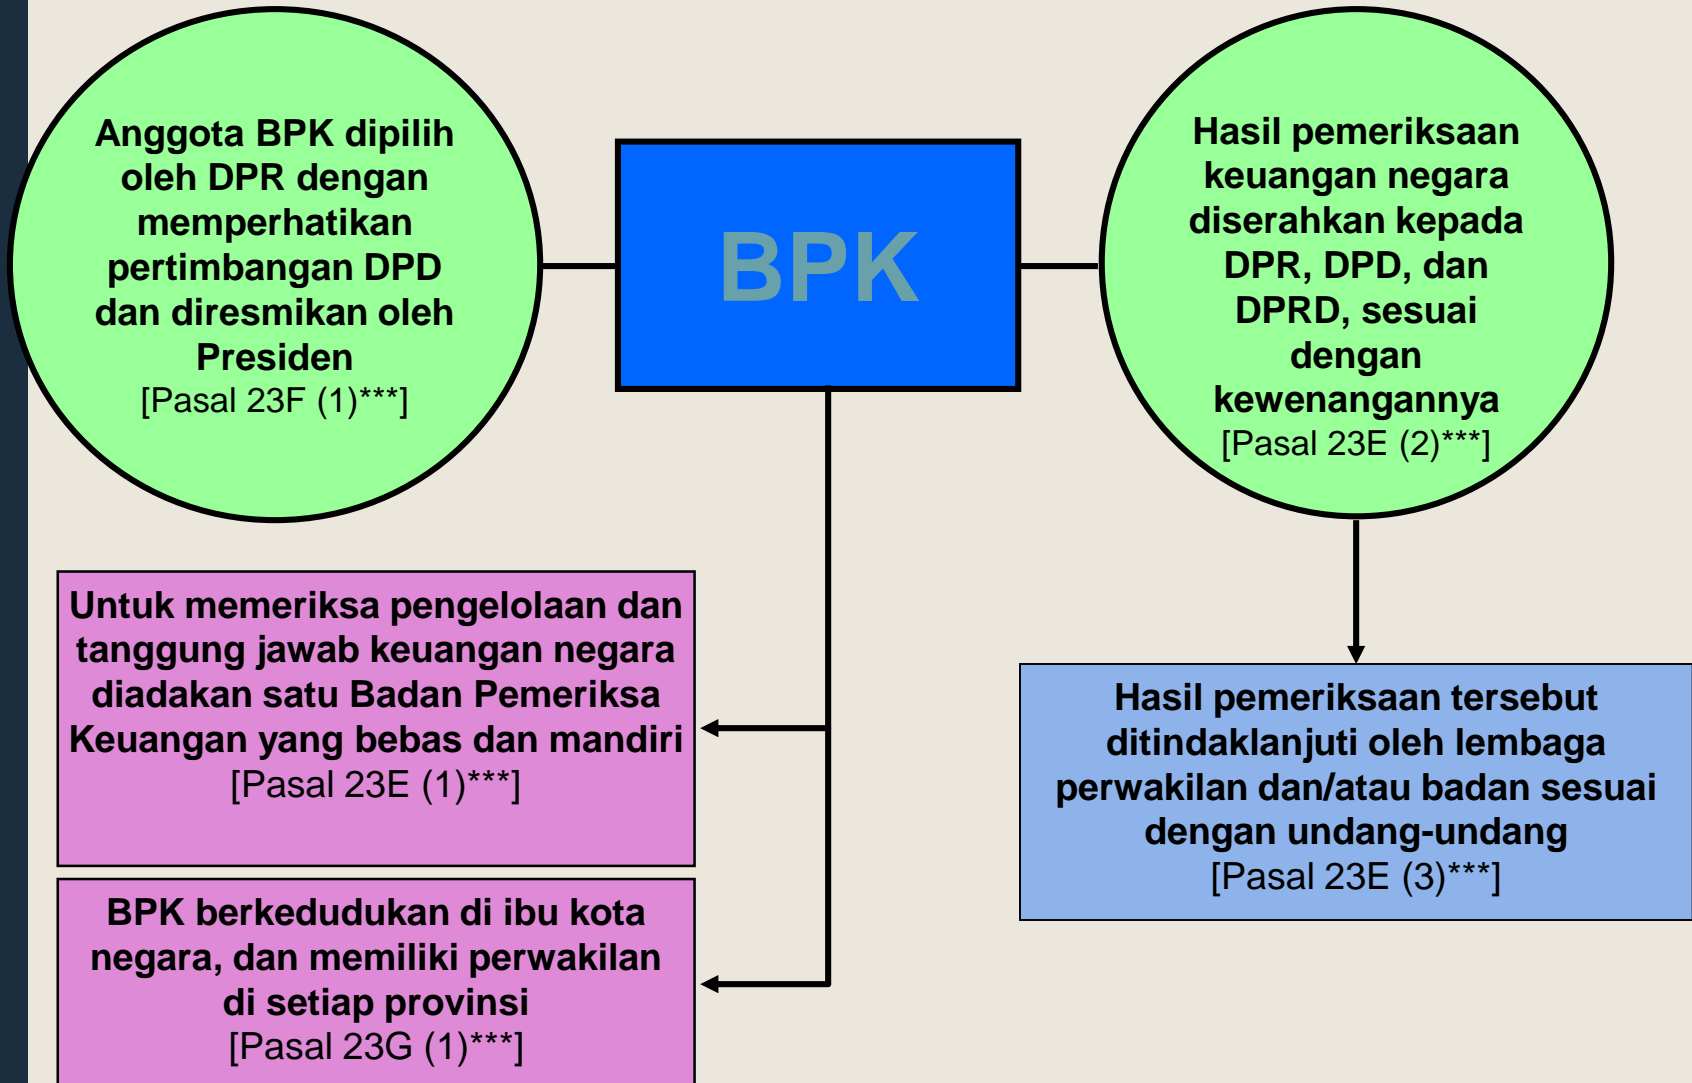 Anggota BPK dipilih
oleh DPR dengan
memperhatikan
pertimbangan DPD
dan diresmikan oleh
Presiden
[Pasal 23F (1)***]
BPK
Hasil pemeriksaan
keuangan negara
diserahkan kepada
DPR, DPD, dan
DPRD, sesuai
dengan
kewenangannya
[Pasal 23E (2)***]
Untuk memeriksa pengelolaan dan
tanggung jawab keuangan negara
diadakan satu Badan Pemeriksa
Keuangan yang bebas dan mandiri
[Pasal 23E (1)***]
BPK berkedudukan di ibu kota
negara, dan memiliki perwakilan
di setiap provinsi
[Pasal 23G (1)***]
Hasil pemeriksaan tersebut
ditindaklanjuti oleh lembaga
perwakilan dan/atau badan sesuai
dengan undang-undang
[Pasal 23E (3)***]